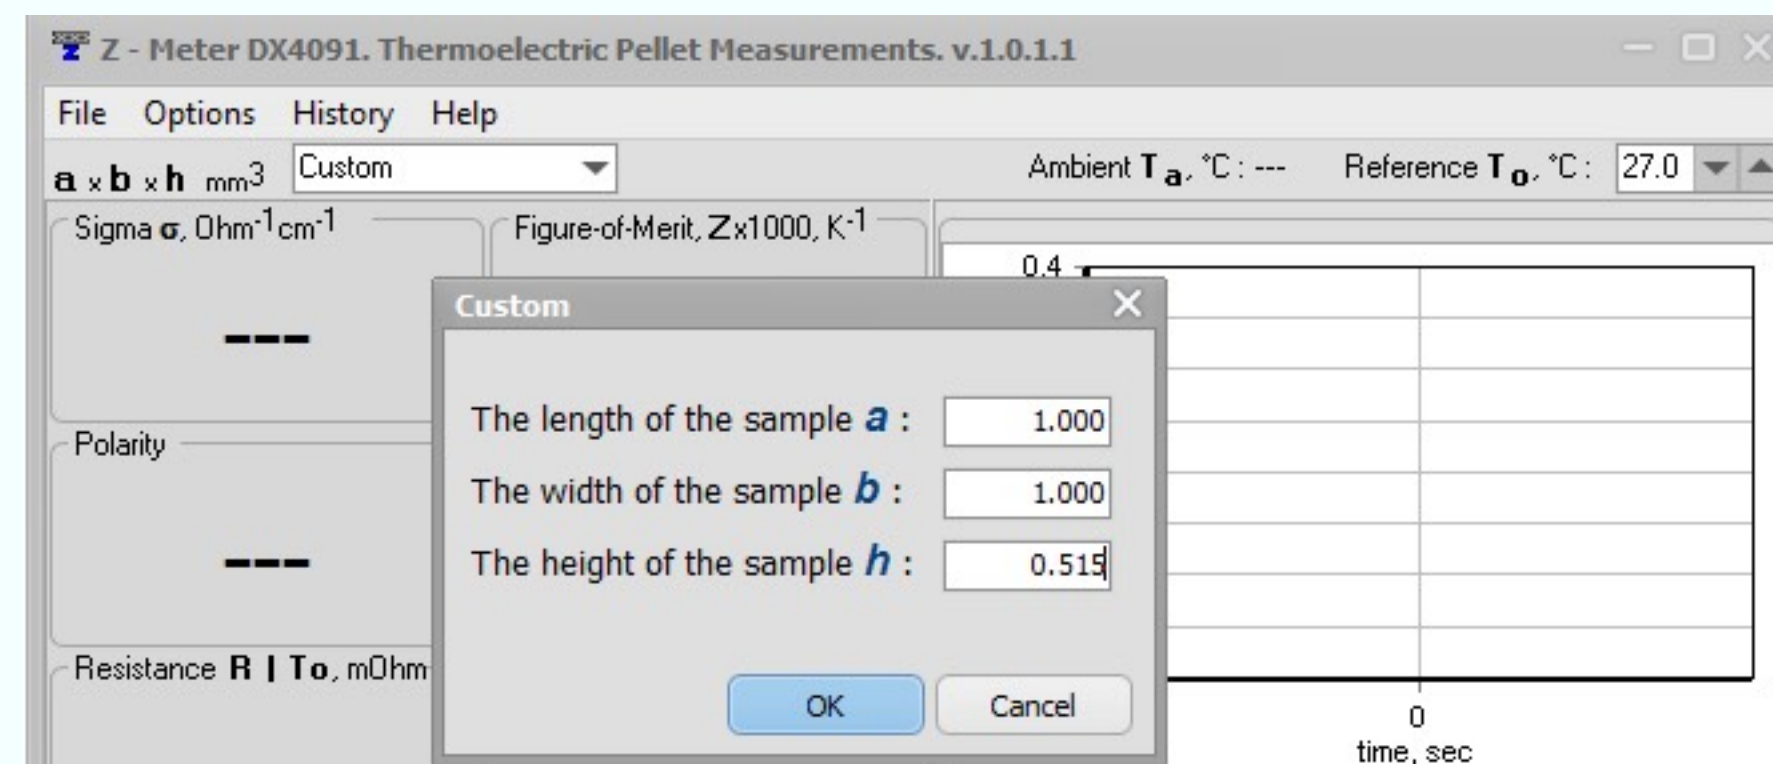 Z - Meter DX4091. Thermoelectric Pellet Measurements. v.1.0.1.1
File Options History Help
a x b x h mm3 Custom Ambient Ta, °C : --- Reference To, °C : 27.0
Sigma σ, Ohm-1cm-1 Figure-of-Merit, Zx1000, K-1
0.4
Custom
---
The length of the sample a : 1.000
Polarity
The width of the sample b : 1.000
---
The height of the sample h : 0.515
Resistance R | To, mOhm
OK Cancel
0
time, sec